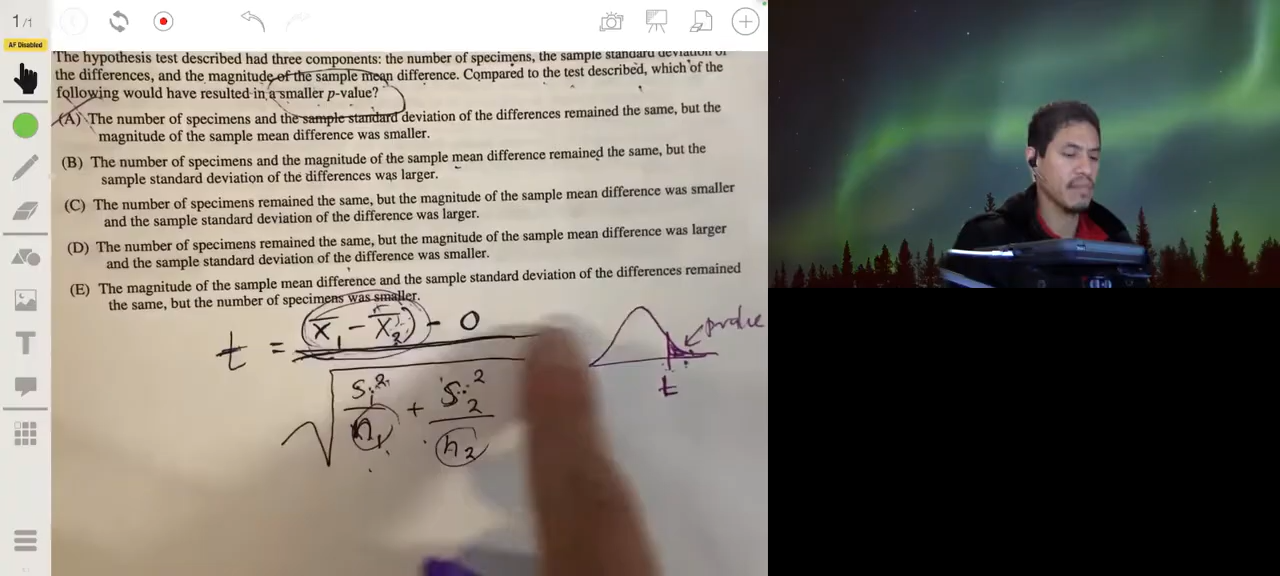 1/1
AF Disabled
The hypothesis test described had three components: the number of specimens, the sample standard deviation of
the differences, and the magnitude of the sample mean difference. Compared to the test described, which of the
following would have resulted in a smaller p-value?
(A) The number of specimens and the sample standard deviation of the differences remained the same, but the
magnitude of the sample mean difference was smaller.
(B) The number of specimens and the magnitude of the sample mean difference remained the same, but the
sample standard deviation of the differences was larger.
(C) The number of specimens remained the same, but the magnitude of the sample mean difference was smaller
and the sample standard deviation of the difference was larger.
(D) The number of specimens remained the same, but the magnitude of the sample mean difference was larger
and the sample standard deviation of the difference was smaller.
(E) The magnitude of the sample mean difference and the sample standard deviation of the differences remained
the same, but the number of specimens was smaller.
t = (x̄₁ - x̄₂) - 0
√ s₁²/n₁ + s₂²/n₂
pvalue
t
T